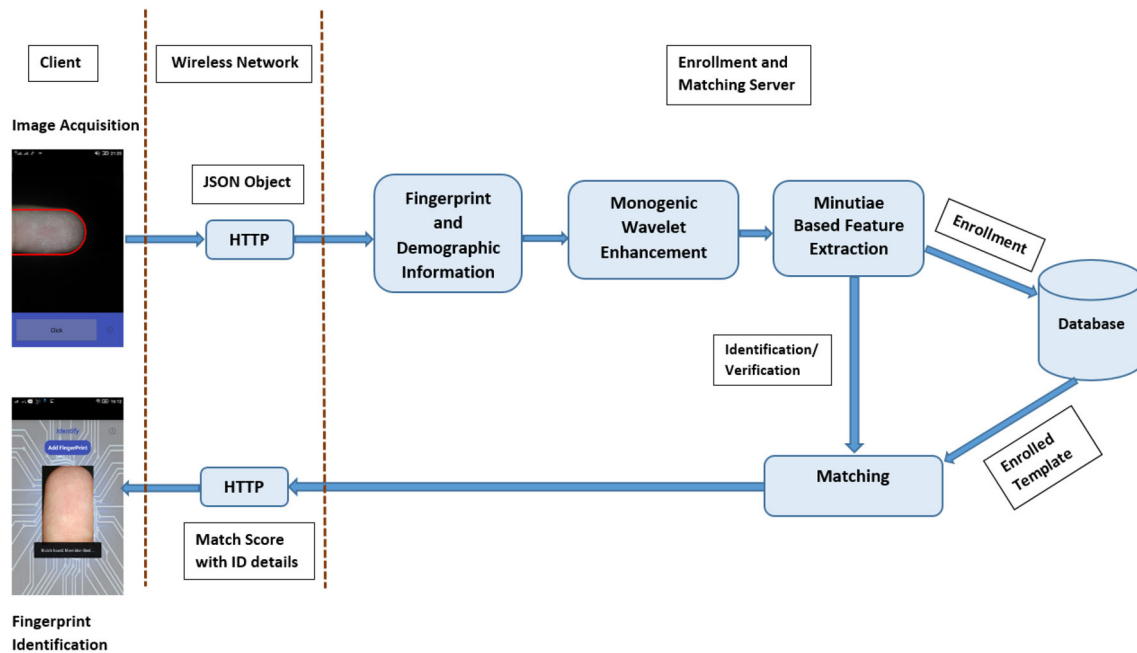 Client
Wireless Network
Enrollment and
Matching Server
Image Acquisition
21:05
Click
JSON Object
HTTP
Fingerprint
and
Demographic
Information
Monogenic
Wavelet
Enhancement
Minutiae
Based Feature
Extraction
Enrollment
Database
Identification/
Verification
Enrolled
Template
Matching
HTTP
Match Score
with ID details
Identify
Add FingerPrint
Fingerprint
Identification